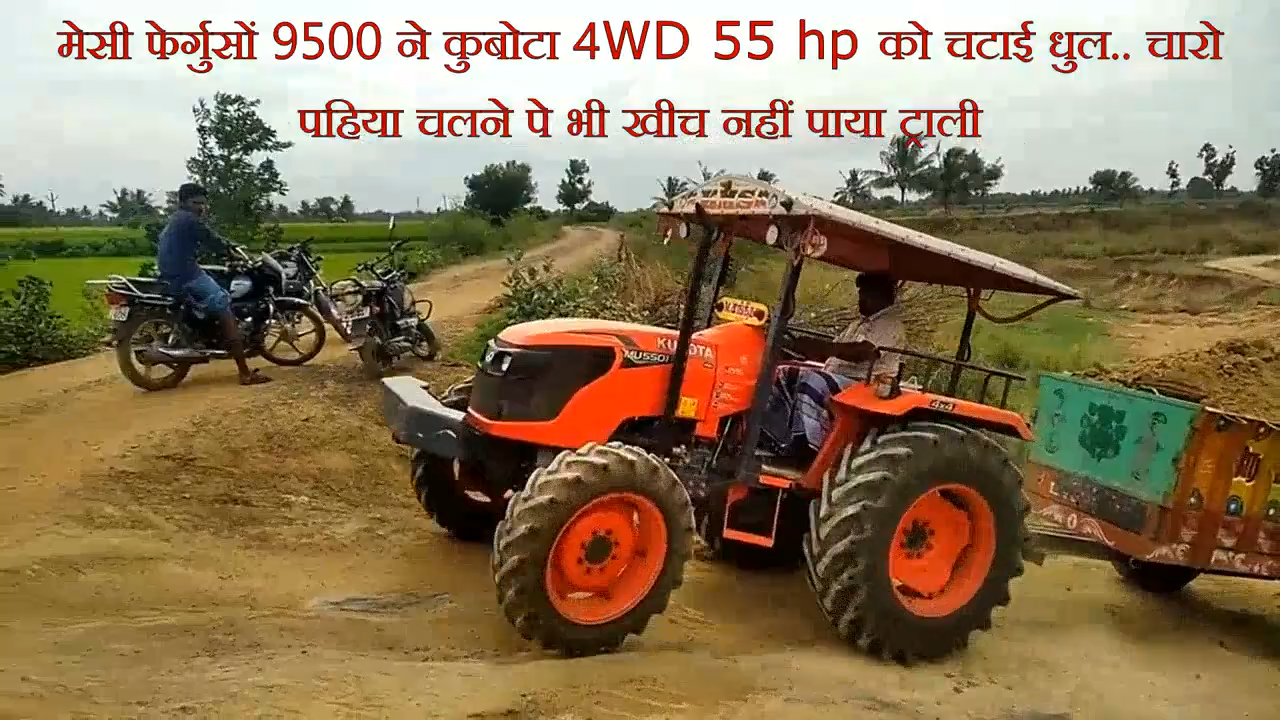 मेसी फेर्गुसों 9500 ने कुबोटा 4WD 55 hp को चटाई धुल.. चारो
पहिया चलने पे भी खीच नहीं पाया ट्राली
KUBOTA
MU5501
4x4